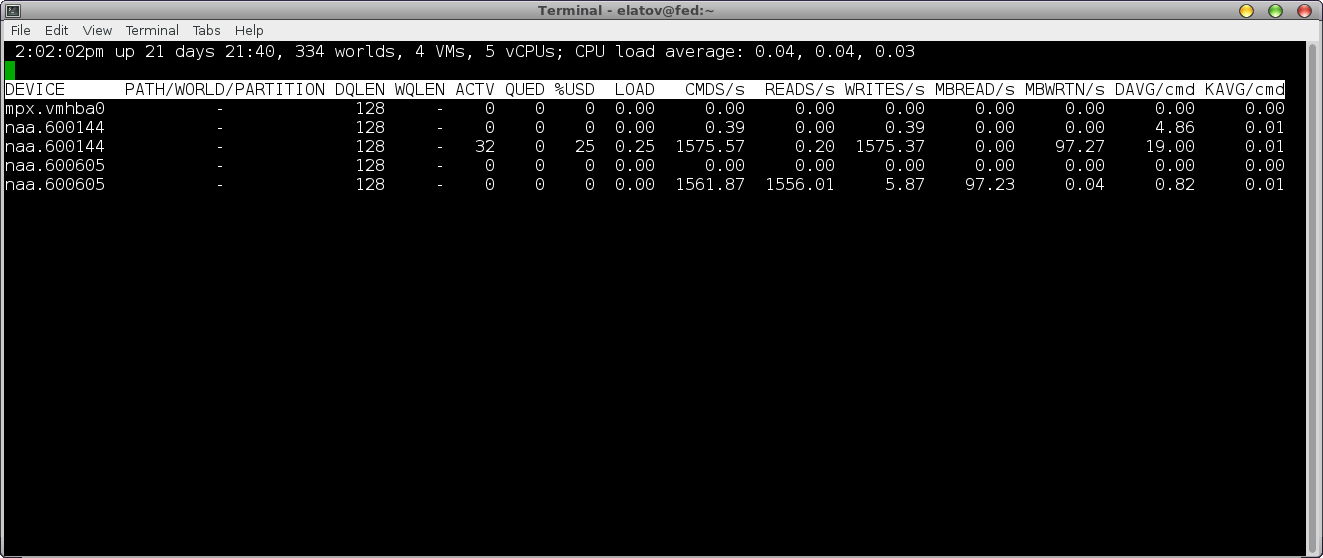 Terminal - elatov@fed:~
File Edit View Terminal Tabs Help
2:02:02pm up 21 days 21:40, 334 worlds, 4 VMs, 5 vCPUs; CPU load average: 0.04, 0.04, 0.03
DEVICE PATH/WORLD/PARTITION DQLEN WQLEN ACTV QUED %USD LOAD CMDS/s READS/s WRITES/s MBREAD/s MBWRTN/s DAVG/cmd KAVG/cmd
mpx.vmhba0 - 128 - 0 0 0 0.00 0.00 0.00 0.00 0.00 0.00 0.00 0.00
naa.600144 - 128 - 0 0 0 0.00 0.39 0.00 0.39 0.00 0.00 4.86 0.01
naa.600144 - 128 - 32 0 25 0.25 1575.57 0.20 1575.37 0.00 97.27 19.00 0.01
naa.600605 - 128 - 0 0 0 0.00 0.00 0.00 0.00 0.00 0.00 0.00 0.00
naa.600605 - 128 - 0 0 0 0.00 1561.87 1556.01 5.87 97.23 0.04 0.82 0.01